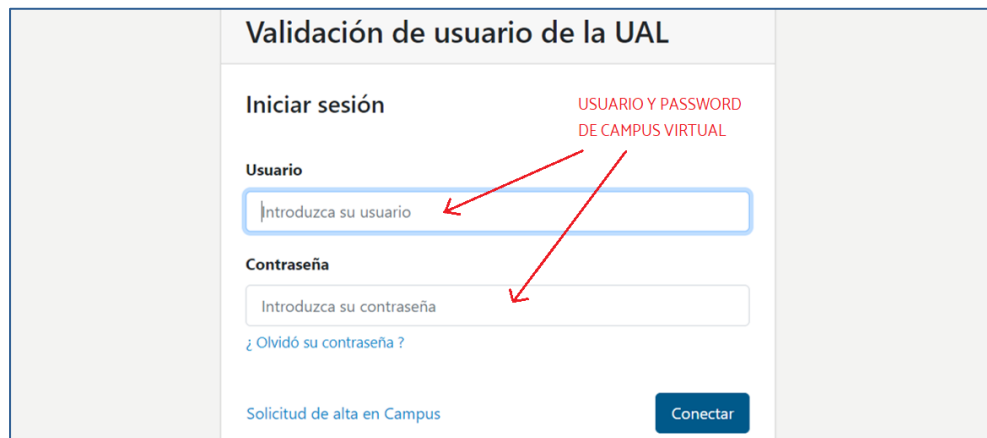 Validación de usuario de la UAL
Iniciar sesión
USUARIO Y PASSWORD
DE CAMPUS VIRTUAL
Usuario
Introduzca su usuario
Contraseña
Introduzca su contraseña
¿ Olvidó su contraseña ?
Solicitud de alta en Campus
Conectar